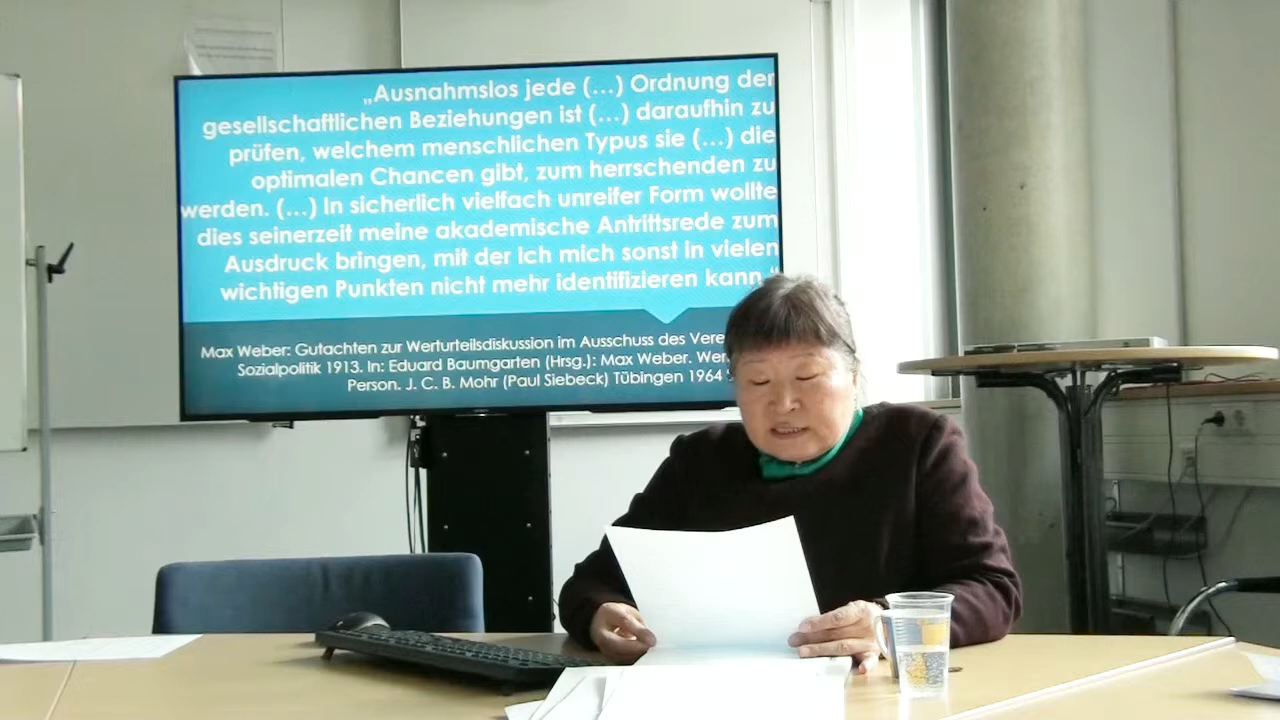 „Ausnahmslos jede (…) Ordnung der
gesellschaftlichen Beziehungen ist (…) daraufhin zu
prüfen, welchem menschlichen Typus sie (…) die
optimalen Chancen gibt, zum herrschenden zu
werden. (…) In sicherlich vielfach unreifer Form wollte
dies seinerzeit meine akademische Antrittsrede zum
Ausdruck bringen, mit der ich mich sonst in vielen
wichtigen Punkten nicht mehr identifizieren kann.“
Max Weber: Gutachten zur Werturteilsdiskussion im Ausschuss des
Sozialpolitik 1913. In: Eduard Baumgarten (Hrsg.): Max Weber.
Person. J. C. B. Mohr (Paul Siebeck) Tübingen 1964